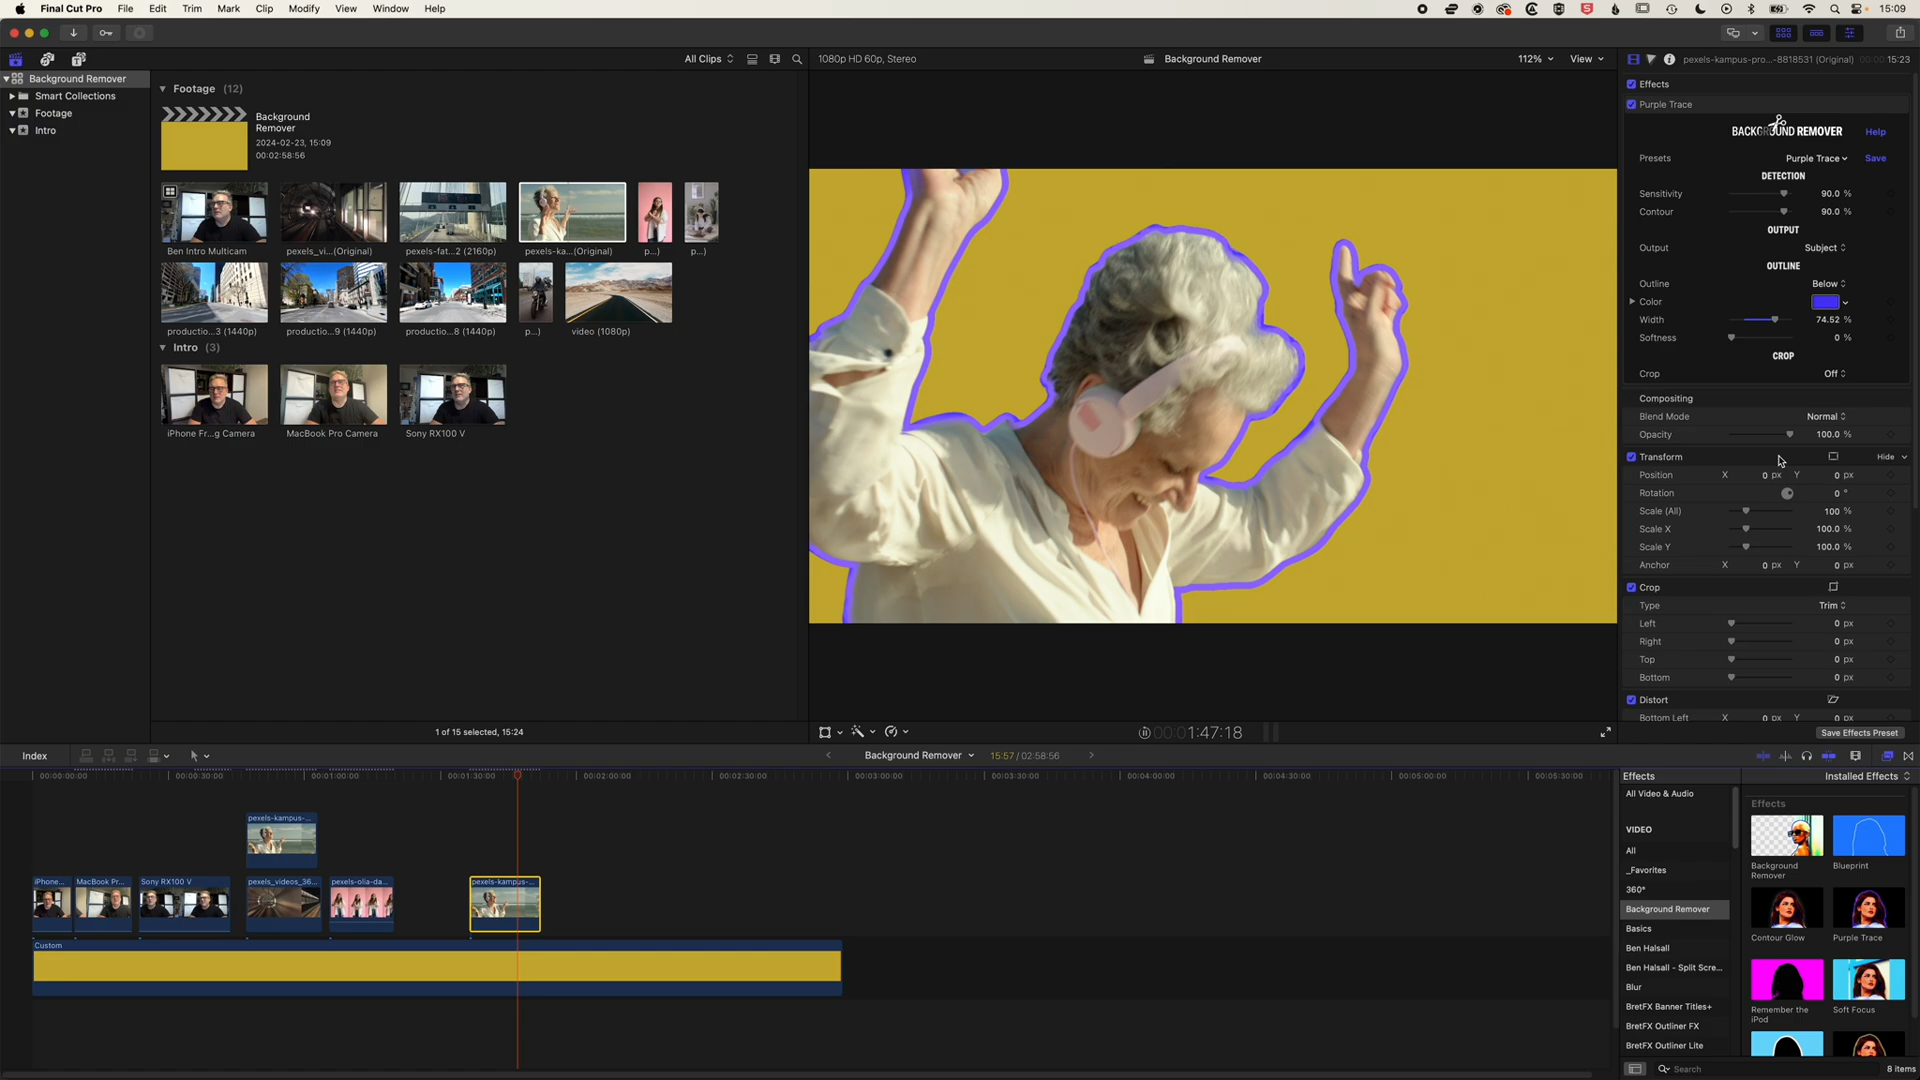 Final Cut Pro File Edit Trim Mark Clip Modify View Window Help 15:09
All Clips 1080p HD 60p, Stereo Background Remover 112% View pexels-kampus-pro...-8818531 (Original) 00:00:15:23
Background Remover
Smart Collections
Footage
Intro
Footage (12)
Background
Remover
2024-02-23, 15:09
00:02:58:56
Ben Intro Multicam pexels_vi...(Original) pexels-fat...2 (2160p) pexels-ka...(Original) p...) p...)
productio...3 (1440p) productio...9 (1440p) productio...8 (1440p) p...) video (1080p)
Intro (3)
iPhone Fr...g Camera MacBook Pro Camera Sony RX100 V
1 of 15 selected, 15:24
00:00:01:47:18
Effects
Purple Trace
BACKGROUND REMOVER Help
Presets Purple Trace Save
DETECTION
Sensitivity 90.0 %
Contour 90.0 %
OUTPUT
Output Subject
OUTLINE
Outline Below
Color
Width 74.52 %
Softness 0 %
CROP
Crop Off
Compositing
Blend Mode Normal
Opacity 100.0 %
Transform Hide
Position X 0 px Y 0 px
Rotation 0 °
Scale (All) 100 %
Scale X 100.0 %
Scale Y 100.0 %
Anchor X 0 px Y 0 px
Crop
Type Trim
Left 0 px
Right 0 px
Top 0 px
Bottom 0 px
Distort
Bottom Left X 0 px Y 0 px
Save Effects Preset
Index Background Remover 15:57 / 02:58:56
00:00:00:00 00:00:30:00 00:01:00:00 00:01:30:00 00:02:00:00 00:02:30:00 00:03:00:00 00:03:30:00 00:04:00:00 00:04:30:00 00:05:00:00 00:05:30:00
pexels-kampus-...
iPhone... MacBook Pr... Sony RX100 V pexels_videos_36... pexels-olia-da... pexels-kampus-...
Custom
Effects Installed Effects
All Video & Audio
VIDEO
All
_Favorites
360°
Background Remover
Basics
Ben Halsall
Ben Halsall - Split Scre...
Blur
BretFX Banner Titles+
BretFX Outliner FX
BretFX Outliner Lite
Effects
Background
Remover
Blueprint
Contour Glow
Purple Trace
Remember the
iPod
Soft Focus
Search 8 items